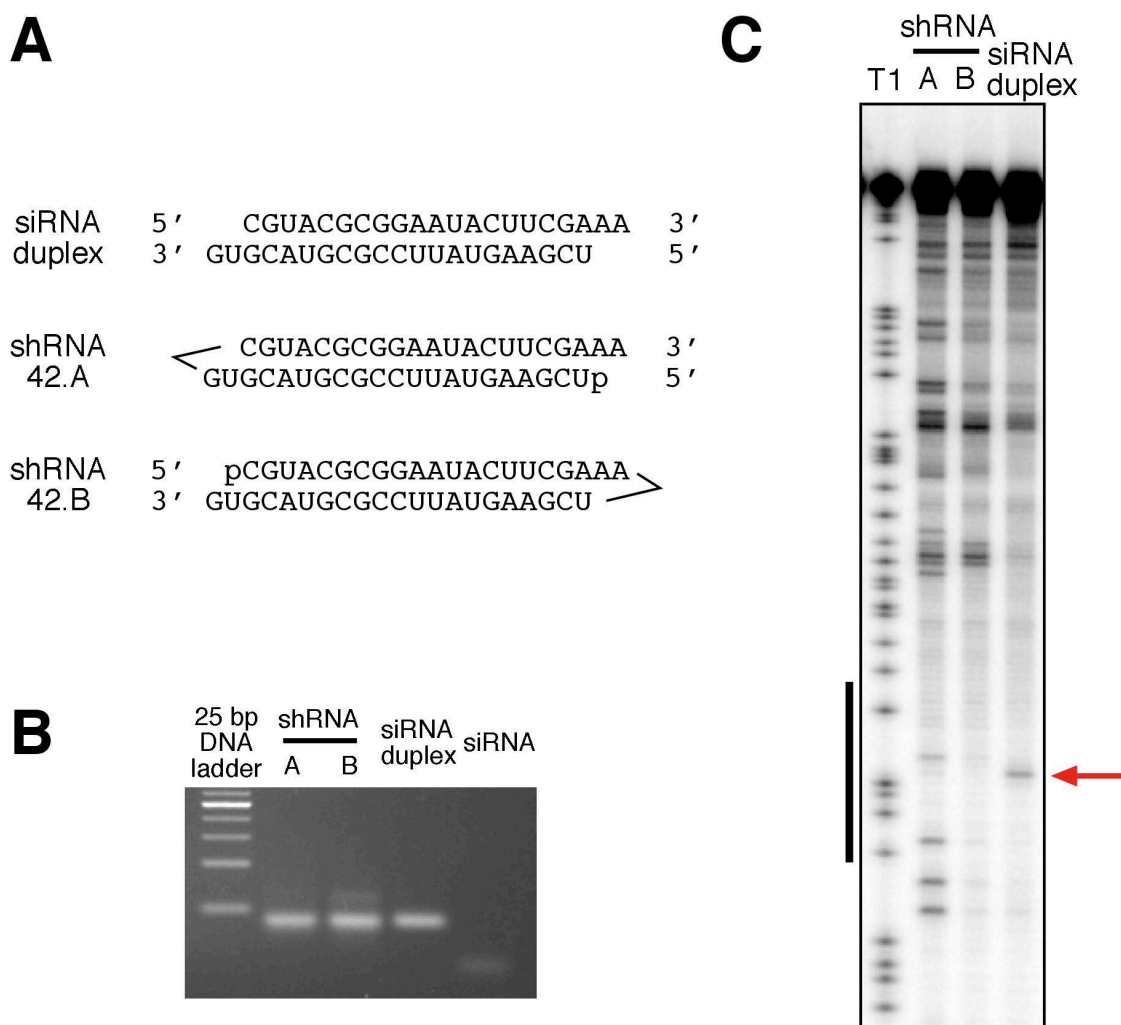 A
siRNA duplex
5′ CGUACGCGGAAUACUUCGAAA 3′
3′ GUGCAUGCGCCUUAUGAAGCU 5′
shRNA 42.A
CGUACGCGGAAUACUUCGAAA 3′
GUGCAUGCGCCUUAUGAAGCUp 5′
shRNA 42.B
5′ pCGUACGCGGAAUACUUCGAAA
3′ GUGCAUGCGCCUUAUGAAGCU
B
25 bp
DNA
ladder
shRNA
A B
siRNA
duplex
siRNA
C
shRNA
T1 A B
siRNA
duplex